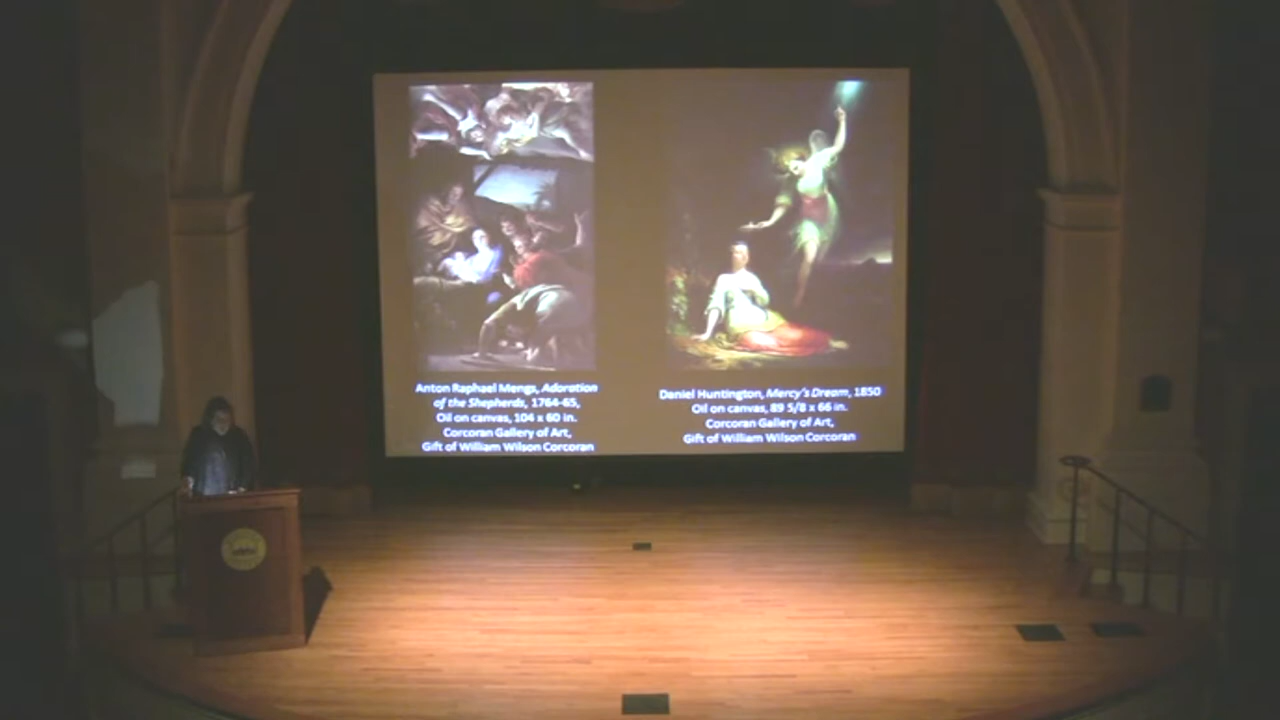 Anton Raphael Mengs, Adoration
of the Shepherds, 1764-65,
Oil on canvas, 104 x 60 in.
Corcoran Gallery of Art,
Gift of William Wilson Corcoran
Daniel Huntington, Mercy's Dream, 1850
Oil on canvas, 89 5/8 x 66 in.
Corcoran Gallery of Art,
Gift of William Wilson Corcoran